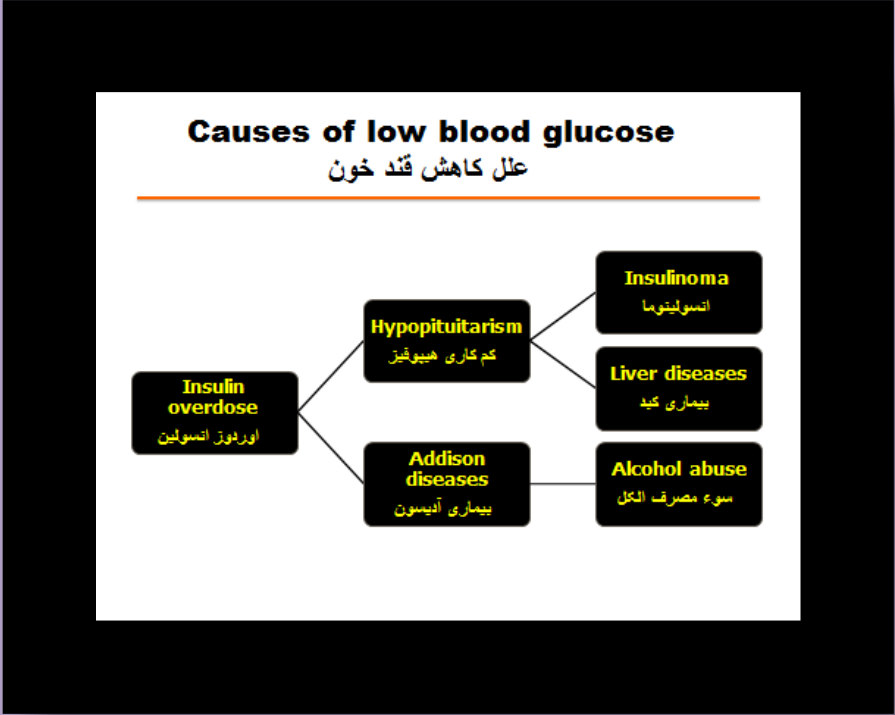 Causes of low blood glucose
علل کاهش قند خون
Insulin
overdose
اوردوز انسولین
Hypopituitarism
کم کاری هیپوفیز
Addison
diseases
بیماری آدیسون
Insulinoma
انسولینوما
Liver diseases
بیماری کبد
Alcohol abuse
سوء مصرف الکل